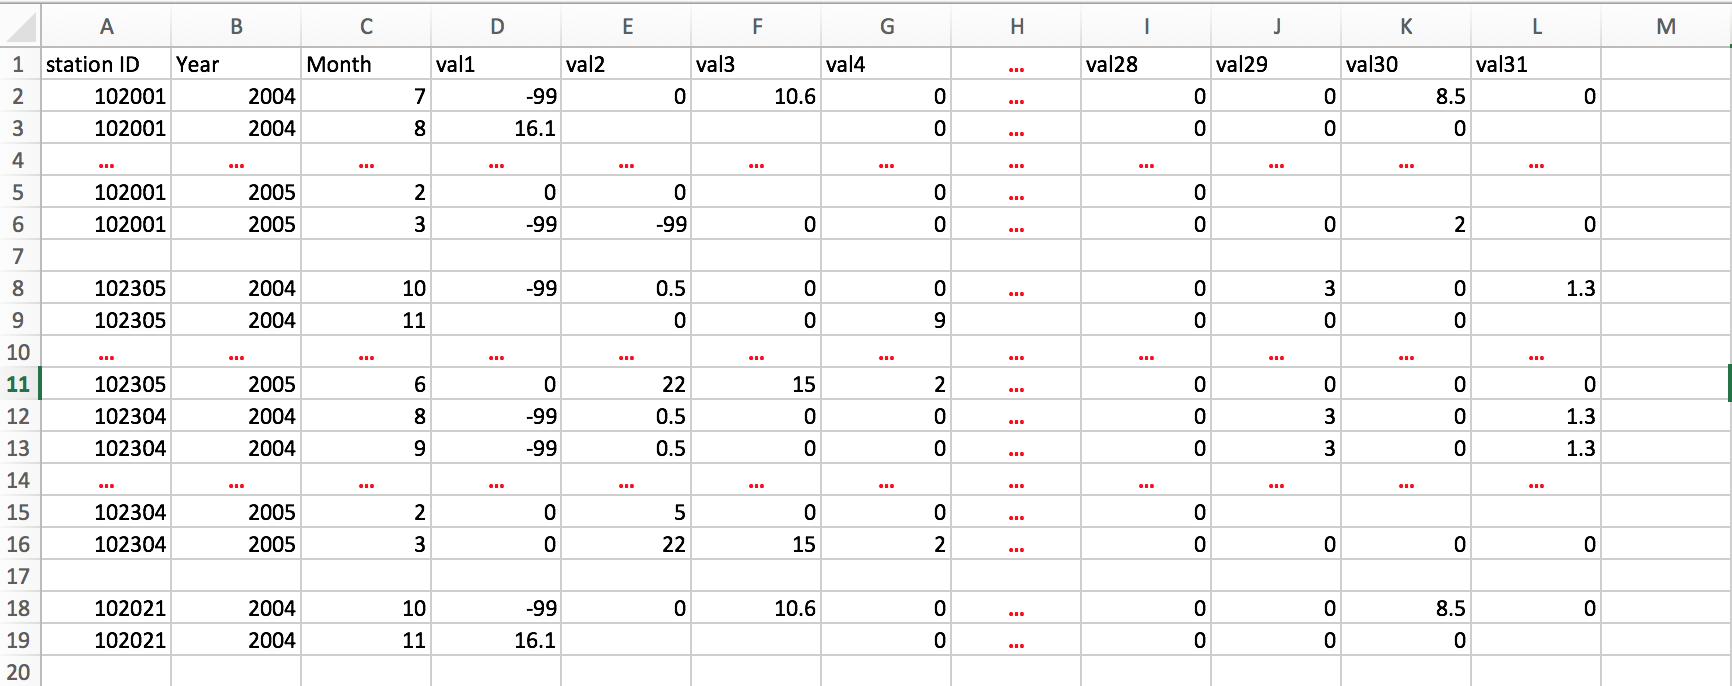 A B C D E F G H I J K L M
1 station ID Year Month val1 val2 val3 val4 ... val28 val29 val30 val31
2 102001 2004 7 -99 0 10.6 0 ... 0 0 8.5 0
3 102001 2004 8 16.1 0 ... 0 0 0
4 ... ... ... ... ... ... ... ... ... ... ... ...
5 102001 2005 2 0 0 0 ... 0
6 102001 2005 3 -99 -99 0 0 ... 0 0 2 0
7
8 102305 2004 10 -99 0.5 0 0 ... 0 3 0 1.3
9 102305 2004 11 0 0 9 0 0 0
10 ... ... ... ... ... ... ... ... ... ... ... ...
11 102305 2005 6 0 22 15 2 ... 0 0 0 0
12 102304 2004 8 -99 0.5 0 0 ... 0 3 0 1.3
13 102304 2004 9 -99 0.5 0 0 ... 0 3 0 1.3
14 ... ... ... ... ... ... ... ... ... ... ... ...
15 102304 2005 2 0 5 0 0 ... 0
16 102304 2005 3 0 22 15 2 ... 0 0 0 0
17
18 102021 2004 10 -99 0 10.6 0 ... 0 0 8.5 0
19 102021 2004 11 16.1 0 ... 0 0 0
20